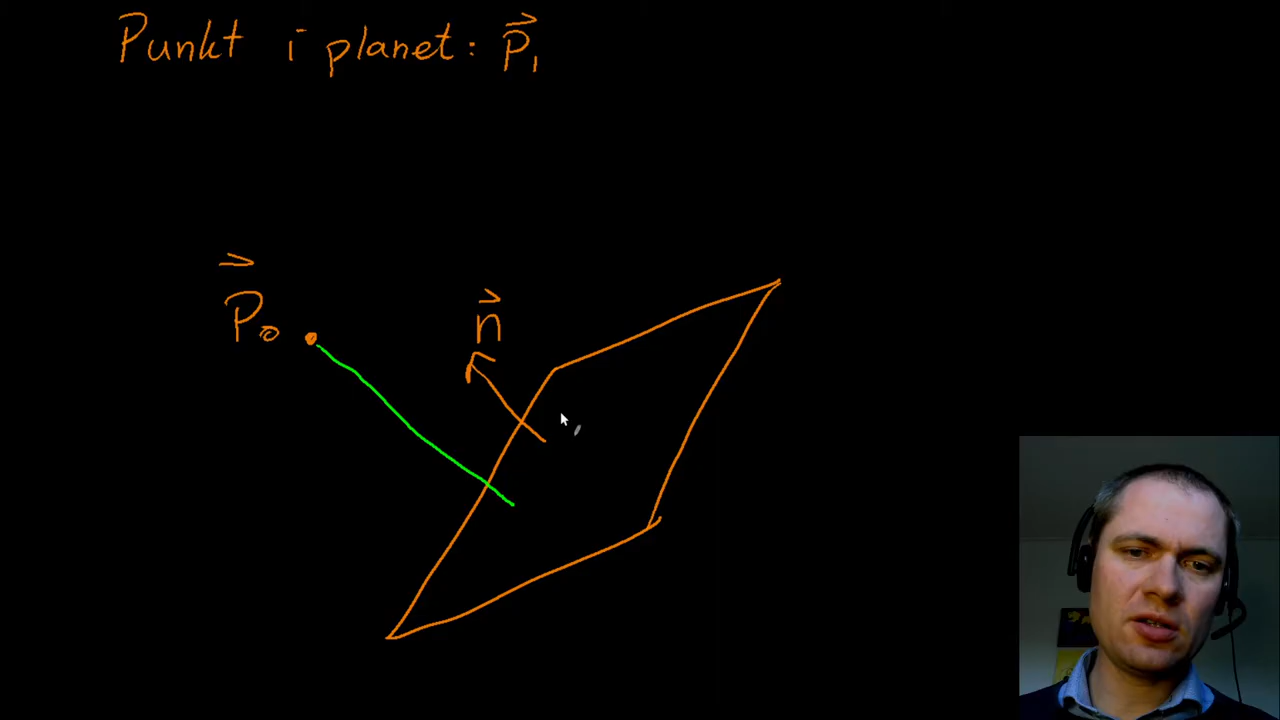 Punkt i planet: P⃗₁
P⃗₀
n⃗